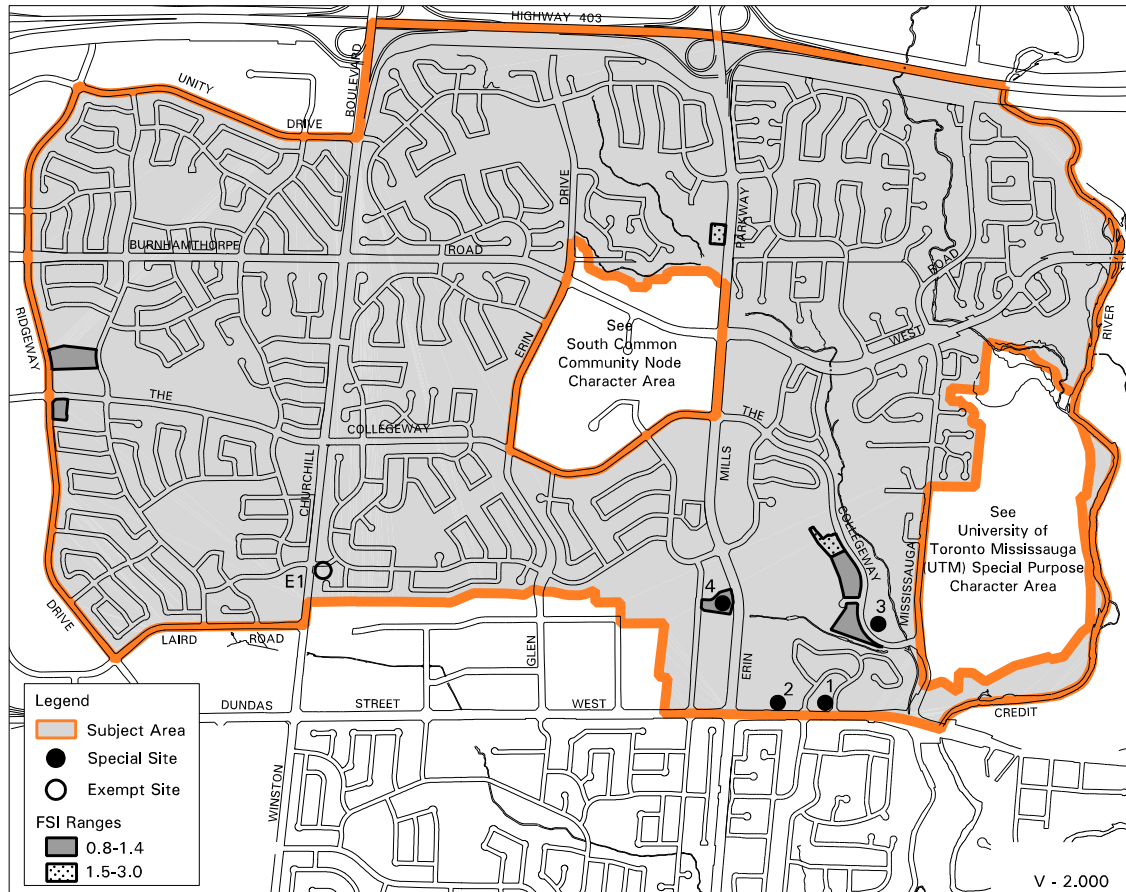 HIGHWAY 403
UNITY
DRIVE
BOULEVARD
DRIVE
PARKWAY
BURNHAMTHORPE
ROAD
ROAD
WEST
RIVER
RIDGEWAY
ERIN
See
South Common
Community Node
Character Area
THE
COLLEGEWAY
THE
MILLS
CHURCHILL
COLLEGEWAY
See
University of
Toronto Mississauga
(UTM) Special Purpose
Character Area
MISSISSAUGA
E1
4
3
DRIVE
LAIRD
ROAD
GLEN
ERIN
2
1
DUNDAS
STREET
WEST
CREDIT
WINSTON
Legend
Subject Area
Special Site
Exempt Site
FSI Ranges
0.8-1.4
1.5-3.0
V - 2.000